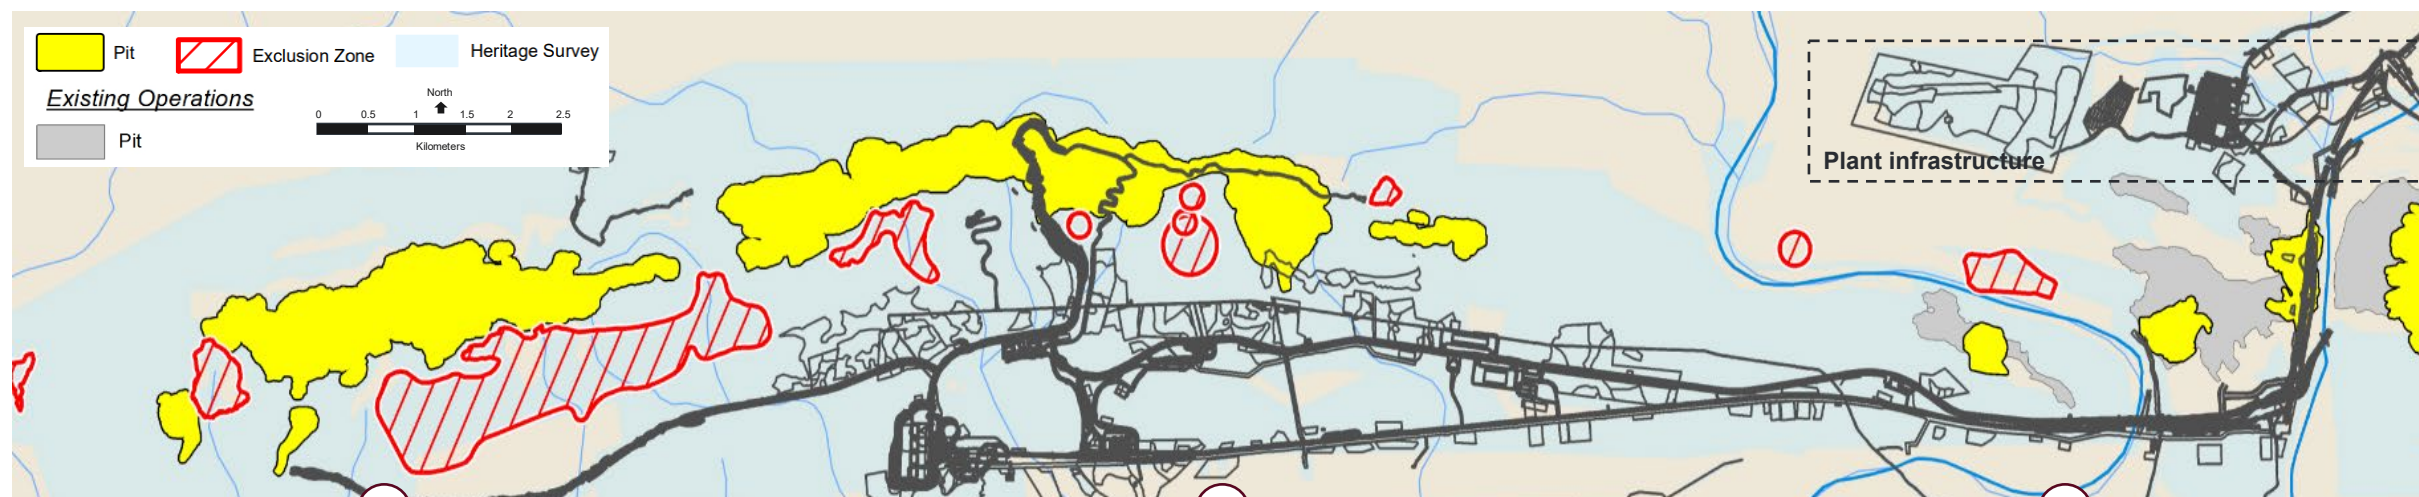 Pit
Exclusion Zone
Heritage Survey
Existing Operations
Pit
North
0 0.5 1 1.5 2 2.5
Kilometers
Plant infrastructure